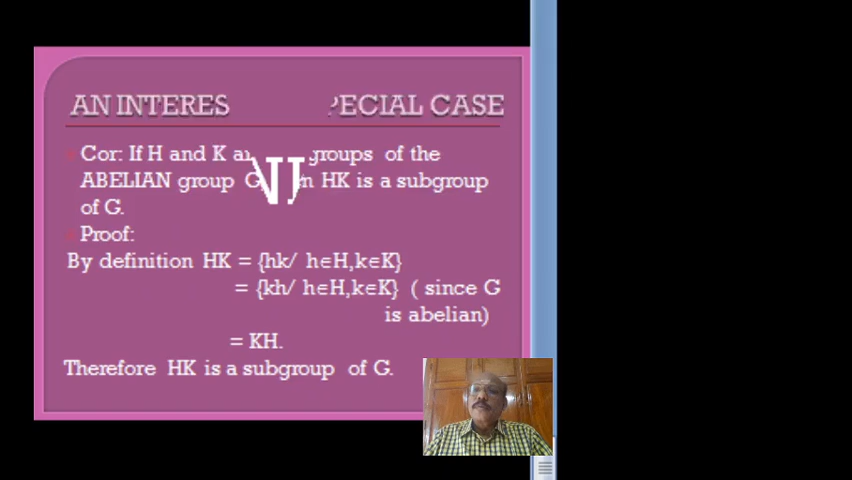 AN INTERES PECIAL CASE
Cor: If H and K groups of the
ABELIAN group G HK is a subgroup
of G.
Proof:
By definition HK = {hk/ h∈H,k∈K}
= {kh/ h∈H,k∈K} ( since G
is abelian)
= KH.
Therefore HK is a subgroup of G.